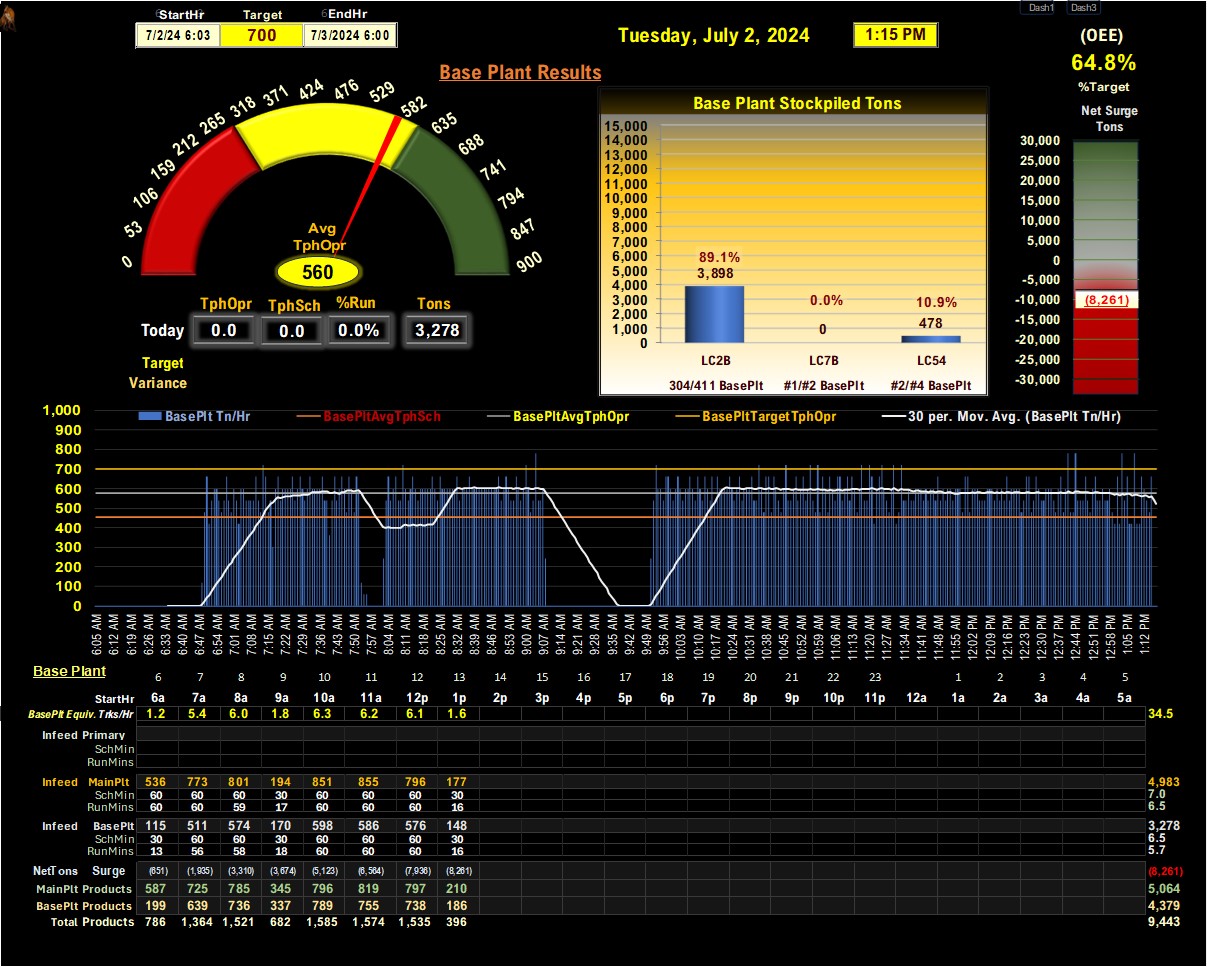 Dash1 Dash3
StartHr Target EndHr
7/2/24 6:03 700 7/3/2024 6:00
Tuesday, July 2, 2024 1:15 PM
(OEE)
64.8%
%Target
Net Surge
Tons
Base Plant Results
0 53 106 159 212 265 318 371 424 476 529 582 635 688 741 794 847 900
Avg
TphOpr
560
TphOpr TphSch %Run Tons
Today 0.0 0.0 0.0% 3,278
Target
Variance
Base Plant Stockpiled Tons
15,000
14,000
13,000
12,000
11,000
10,000
9,000
8,000
7,000
6,000
5,000
4,000
3,000
2,000
1,000
0
89.1% 0.0% 10.9%
3,898 0 478
LC2B LC7B LC54
304/411 BasePlt #1/#2 BasePlt #2/#4 BasePlt
30,000
25,000
20,000
15,000
10,000
5,000
0
-5,000
-10,000
-15,000
-20,000
-25,000
-30,000
(8,261)
BasePlt Tn/Hr BasePltAvgTphSch BasePltAvgTphOpr BasePltTargetTphOpr 30 per. Mov. Avg. (BasePlt Tn/Hr)
1,000
900
800
700
600
500
400
300
200
100
0
6:05 AM 6:12 AM 6:19 AM 6:26 AM 6:33 AM 6:40 AM 6:47 AM 6:54 AM 7:01 AM 7:08 AM 7:15 AM 7:22 AM 7:29 AM 7:36 AM 7:43 AM 7:50 AM 7:57 AM 8:04 AM 8:11 AM 8:18 AM 8:25 AM 8:32 AM 8:39 AM 8:46 AM 8:53 AM 9:00 AM 9:07 AM 9:14 AM 9:21 AM 9:28 AM 9:35 AM 9:42 AM 9:49 AM 9:56 AM 10:03 AM 10:10 AM 10:17 AM 10:24 AM 10:31 AM 10:38 AM 10:45 AM 10:52 AM 10:59 AM 11:06 AM 11:13 AM 11:20 AM 11:27 AM 11:34 AM 11:41 AM 11:48 AM 11:55 AM 12:02 PM 12:09 PM 12:16 PM 12:23 PM 12:30 PM 12:37 PM 12:44 PM 12:51 PM 12:58 PM 1:05 PM 1:12 PM
Base Plant 6 7 8 9 10 11 12 13 14 15 16 17 18 19 20 21 22 23 1 2 3 4 5
StartHr 6a 7a 8a 9a 10a 11a 12p 1p 2p 3p 4p 5p 6p 7p 8p 9p 10p 11p 12a 1a 2a 3a 4a 5a
BasePlt Equiv. Trks/Hr 1.2 5.4 6.0 1.8 6.3 6.2 6.1 1.6 34.5
Infeed Primary
SchMin
RunMins
Infeed MainPlt 536 773 801 194 851 855 796 177 4,983
SchMin 60 60 60 30 60 60 60 30 7.0
RunMins 60 60 59 17 60 60 60 16 6.5
Infeed BasePlt 115 511 574 170 598 586 576 148 3,278
SchMin 30 60 60 30 60 60 60 30 6.5
RunMins 13 56 58 18 60 60 60 16 5.7
NetTons Surge (651) (1,935) (3,310) (3,674) (5,123) (6,564) (7,936) (8,261) (8,261)
MainPlt Products 587 725 785 345 796 819 797 210 5,064
BasePlt Products 199 639 736 337 789 755 738 186 4,379
Total Products 786 1,364 1,521 682 1,585 1,574 1,535 396 9,443